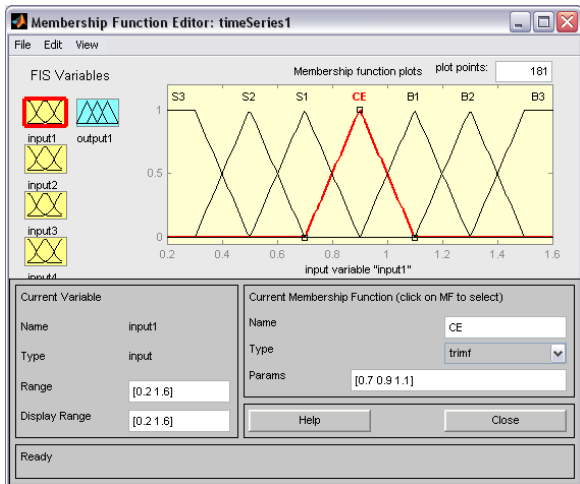 Membership Function Editor: timeSeries1
File Edit View
FIS Variables
Membership function plots plot points: 181
input1 output1
input2
input3
input4
S3 S2 S1 CE B1 B2 B3
1
0.5
0
0.2 0.4 0.6 0.8 1 1.2 1.4 1.6
input variable "input1"
Current Variable
Name input1
Type input
Range [0.2 1.6]
Display Range [0.2 1.6]
Current Membership Function (click on MF to select)
Name CE
Type trimf
Params [0.7 0.9 1.1]
Help Close
Ready